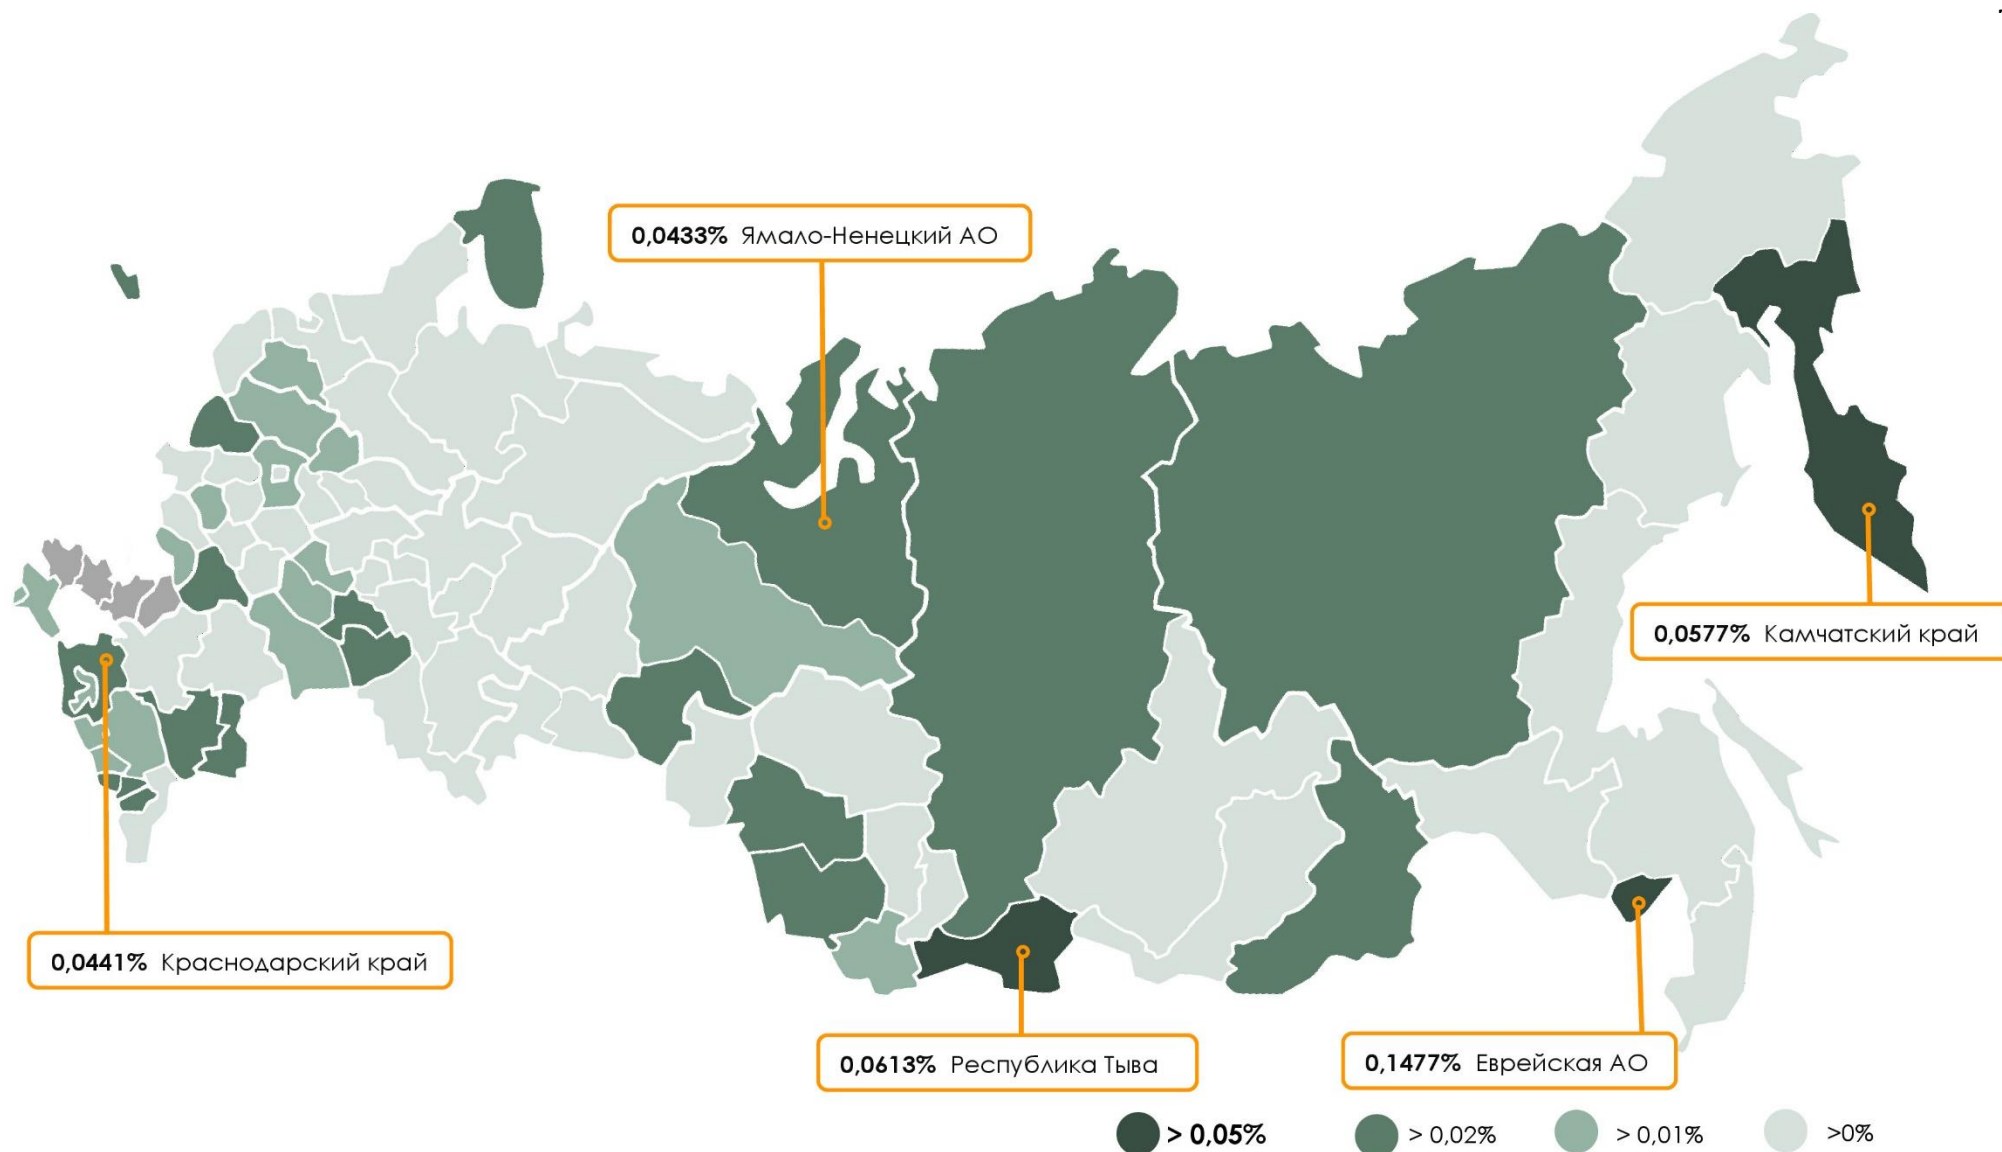 0,0433% Ямало-Ненецкий АО
0,0577% Камчатский край
0,0441% Краснодарский край
0,0613% Республика Тыва
0,1477% Еврейская АО
> 0,05%
> 0,02%
> 0,01%
>0%